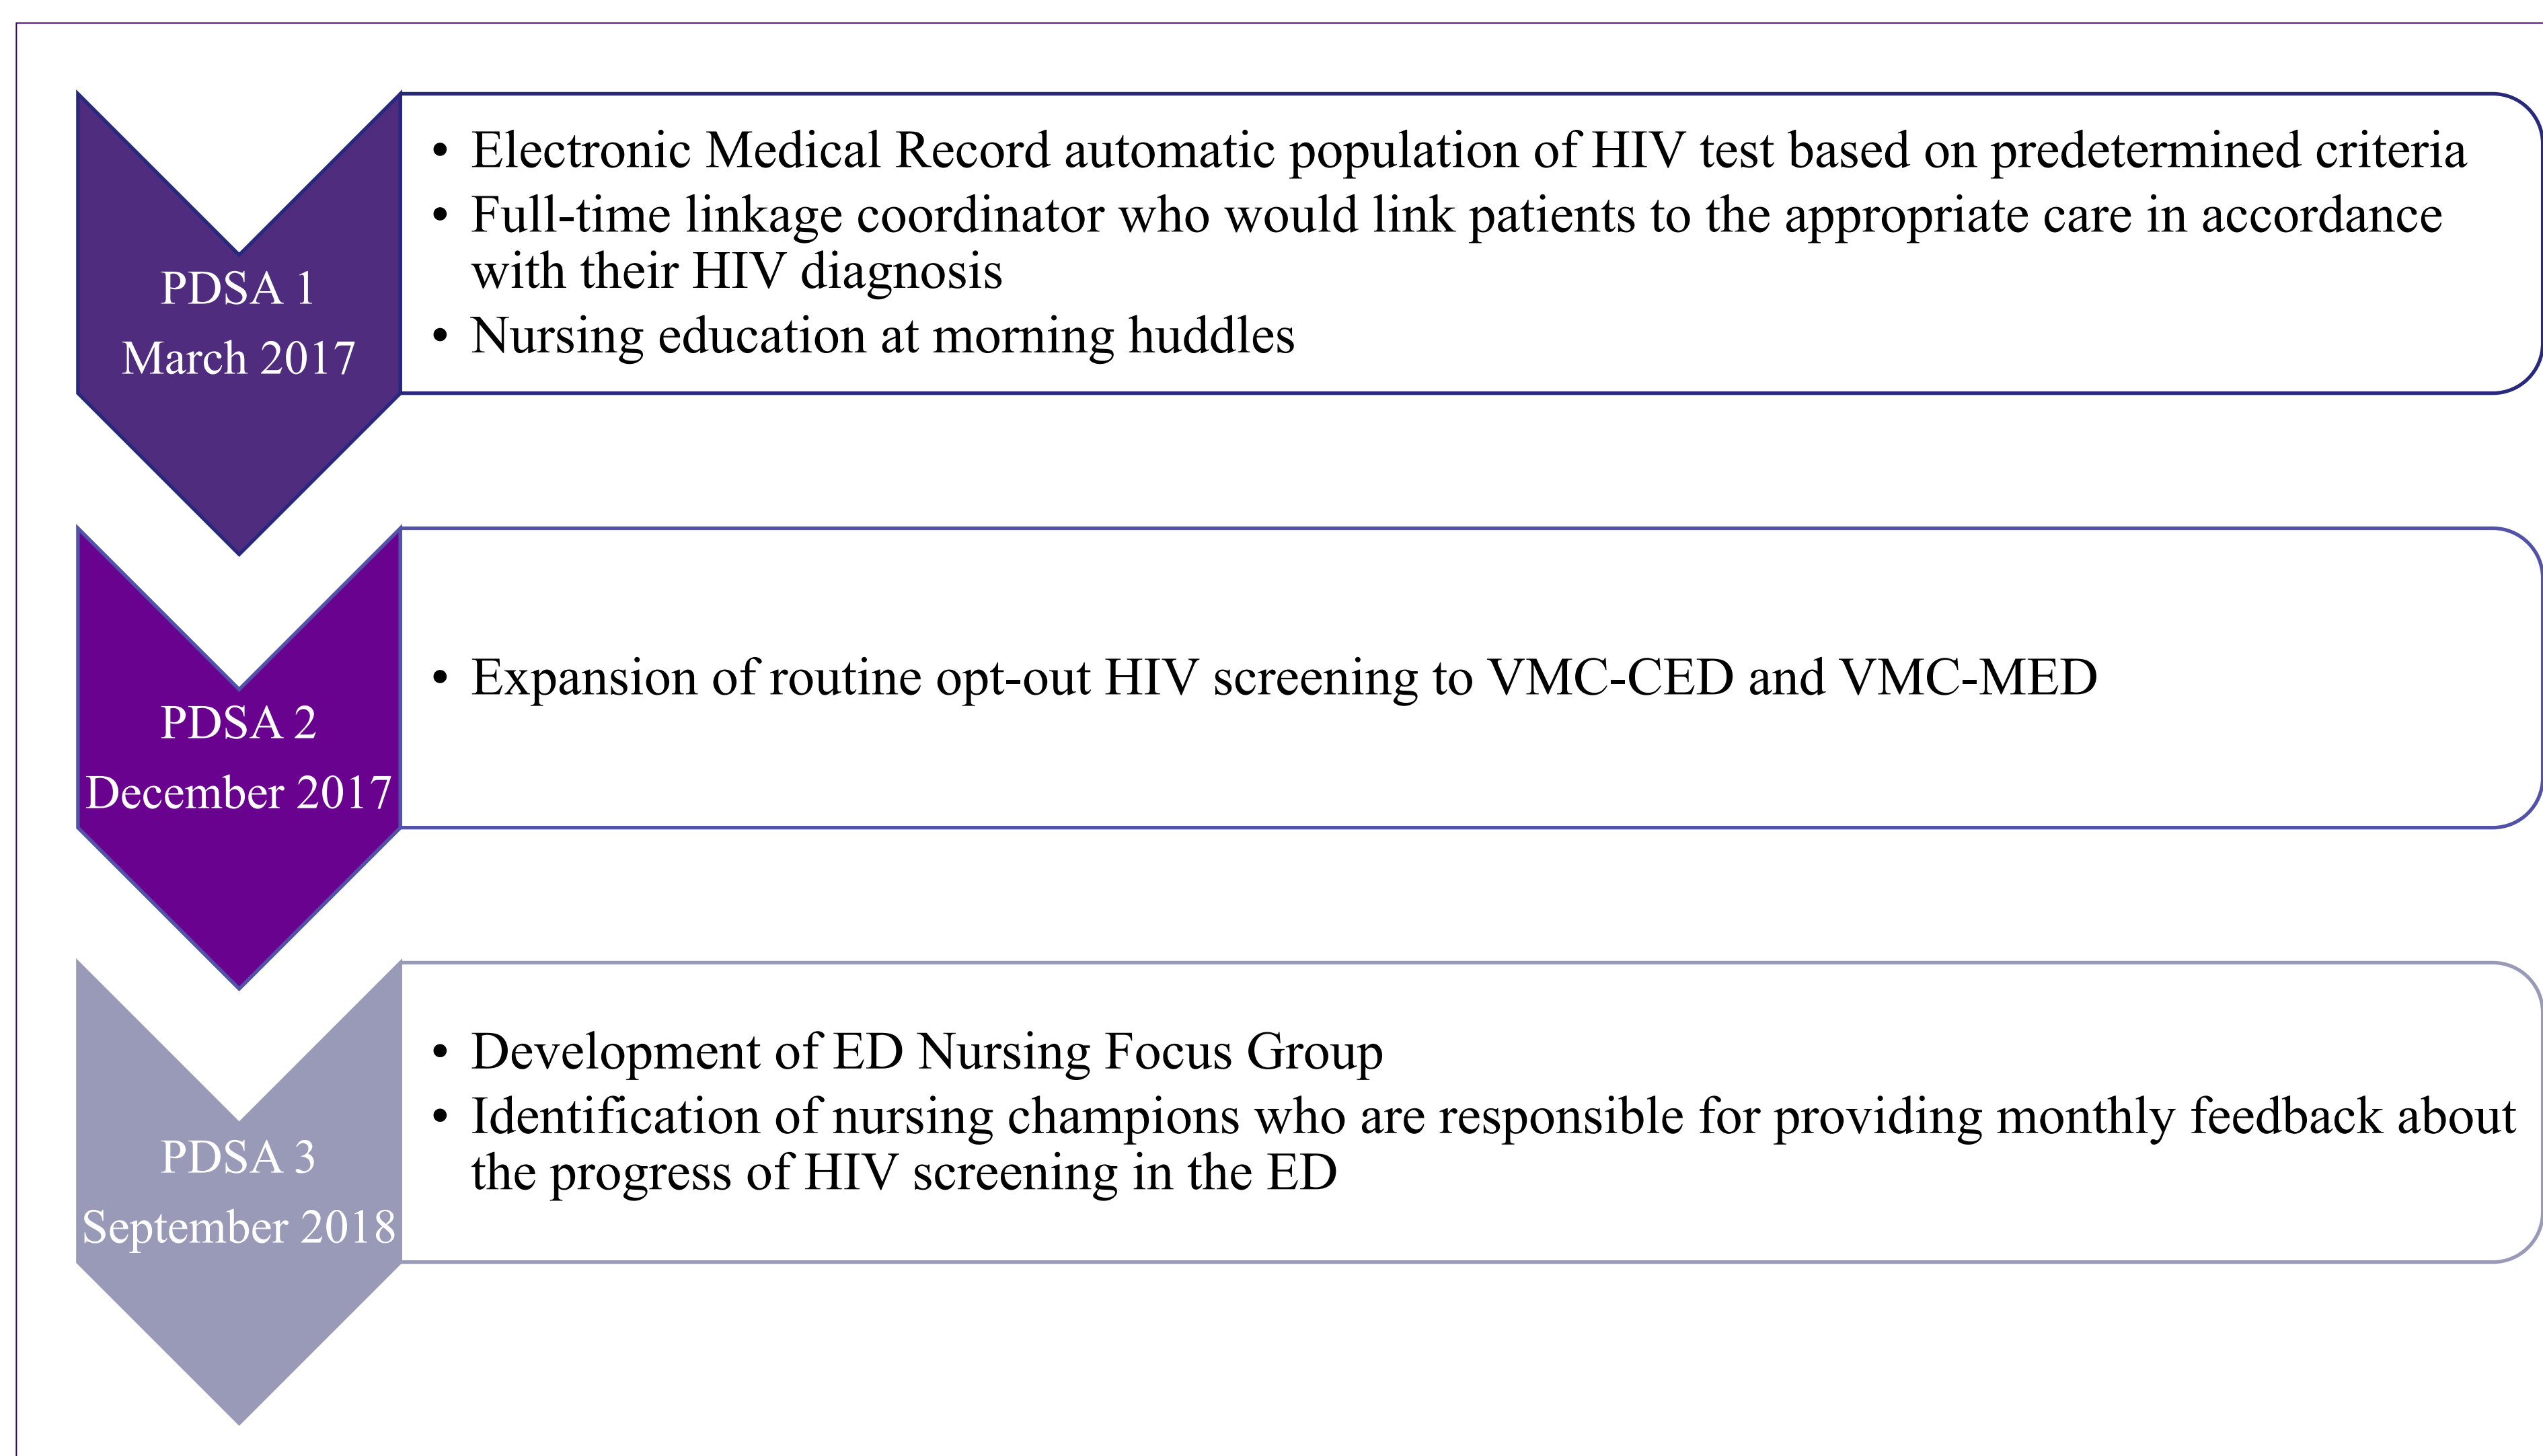 PDSA 1
March 2017
• Electronic Medical Record automatic population of HIV test based on predetermined criteria
• Full-time linkage coordinator who would link patients to the appropriate care in accordance
with their HIV diagnosis
• Nursing education at morning huddles
PDSA 2
December 2017
• Expansion of routine opt-out HIV screening to VMC-CED and VMC-MED
PDSA 3
September 2018
• Development of ED Nursing Focus Group
• Identification of nursing champions who are responsible for providing monthly feedback about
the progress of HIV screening in the ED